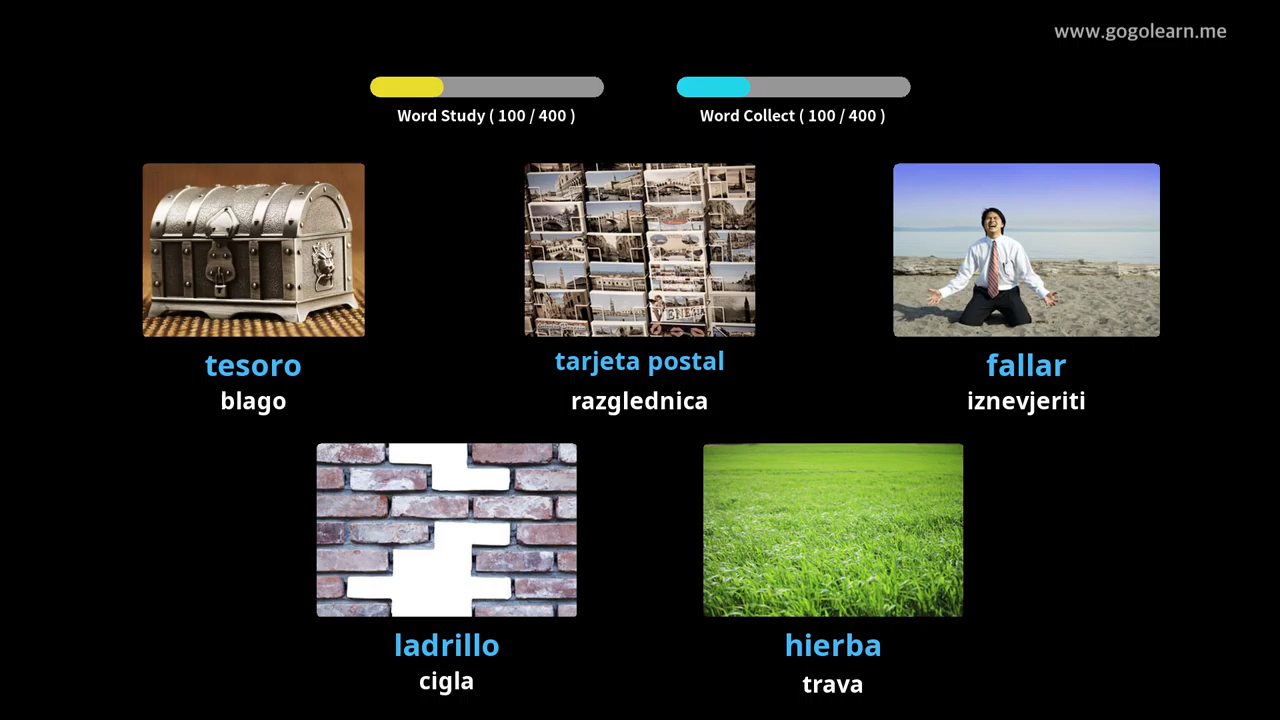 www.gogolearn.me
Word Study ( 100 / 400 )
Word Collect ( 100 / 400 )
tesoro
blago
tarjeta postal
razglednica
fallar
iznevjeriti
ladrillo
cigla
hierba
trava